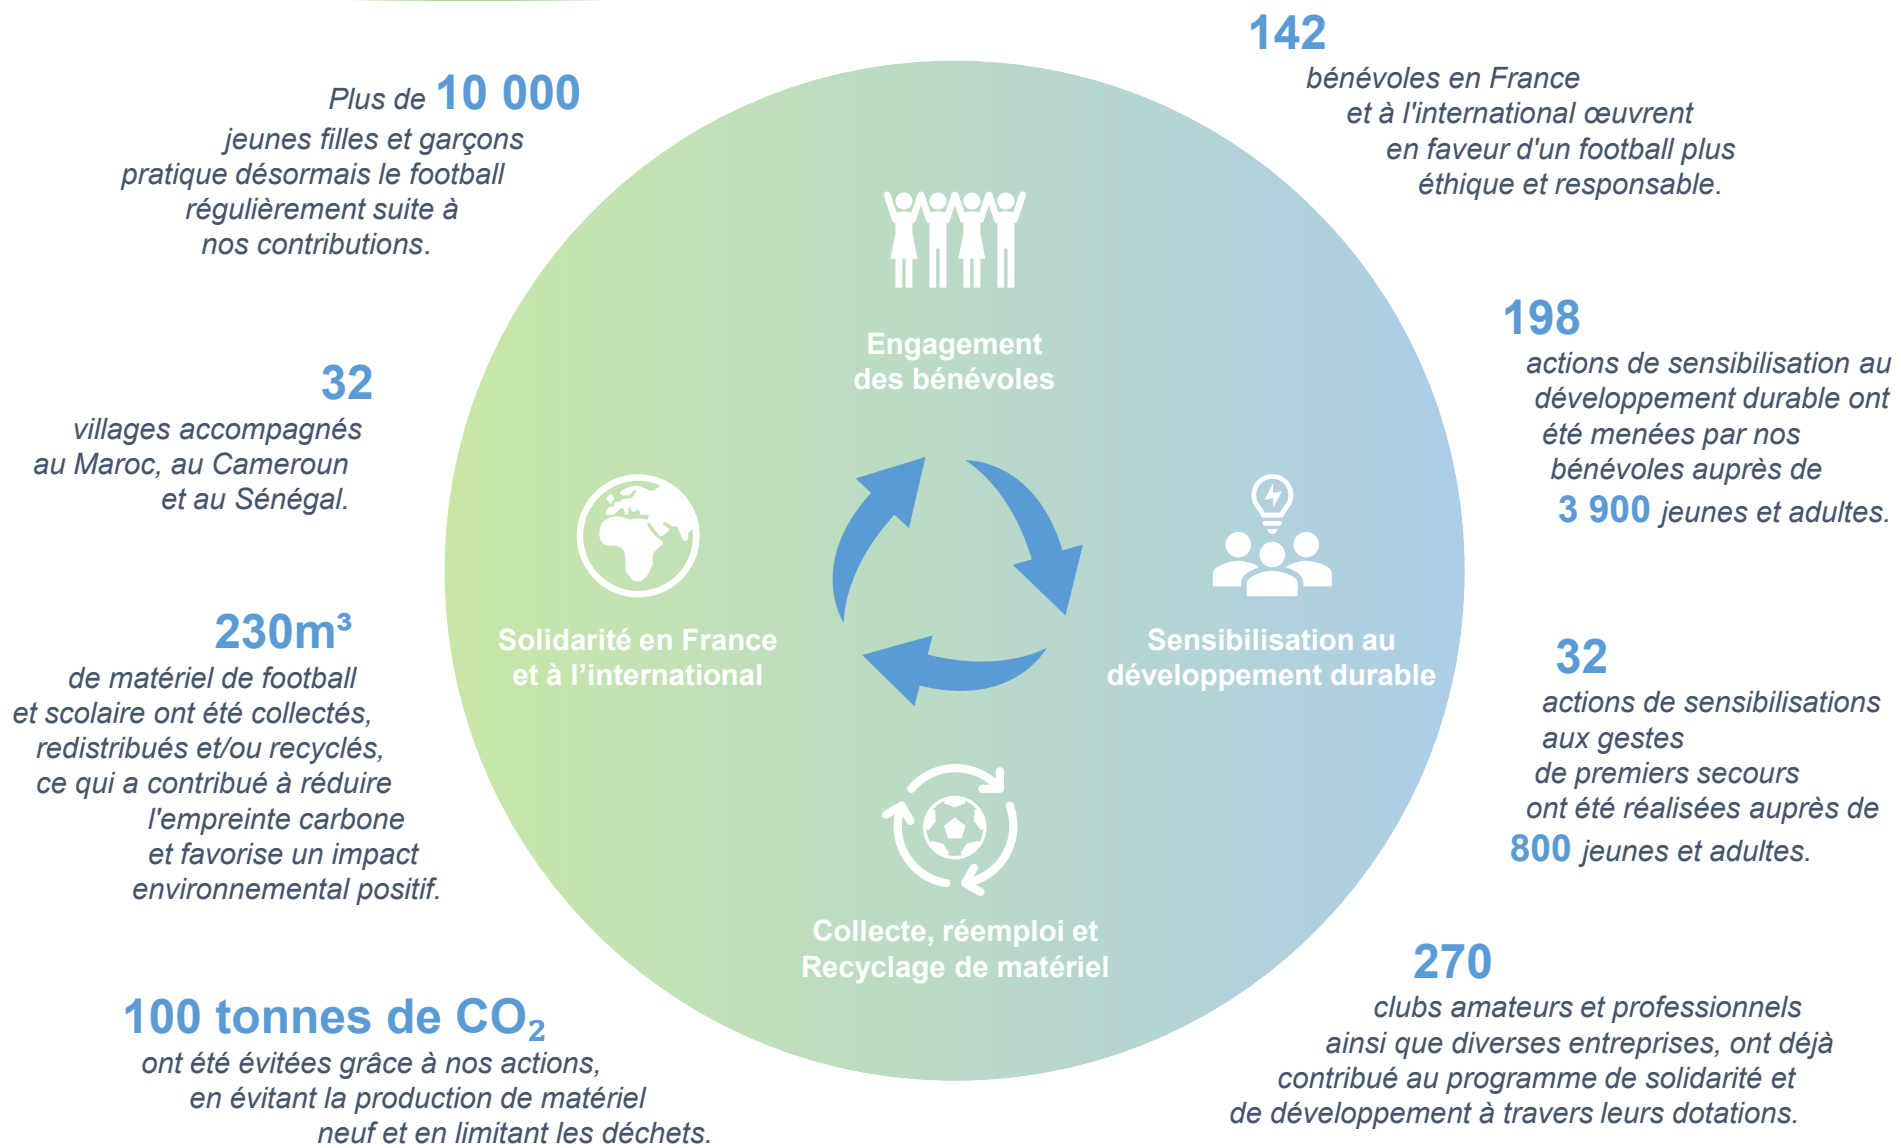 Plus de 10 000
jeunes filles et garçons
pratique désormais le football
régulièrement suite à
nos contributions.
32
villages accompagnés
au Maroc, au Cameroun
et au Sénégal.
230m³
de matériel de football
et scolaire ont été collectés,
redistribués et/ou recyclés,
ce qui a contribué à réduire
l'empreinte carbone
et favorise un impact
environnemental positif.
100 tonnes de CO₂
ont été évitées grâce à nos actions,
en évitant la production de matériel
neuf et en limitant les déchets.
Engagement
des bénévoles
Solidarité en France
et à l’international
Sensibilisation au
développement durable
Collecte, réemploi et
Recyclage de matériel
142
bénévoles en France
et à l'international œuvrent
en faveur d'un football plus
éthique et responsable.
198
actions de sensibilisation au
développement durable ont
été menées par nos
bénévoles auprès de
3 900 jeunes et adultes.
32
actions de sensibilisations
aux gestes
de premiers secours
ont été réalisées auprès de
800 jeunes et adultes.
270
clubs amateurs et professionnels
ainsi que diverses entreprises, ont déjà
contribué au programme de solidarité et
de développement à travers leurs dotations.